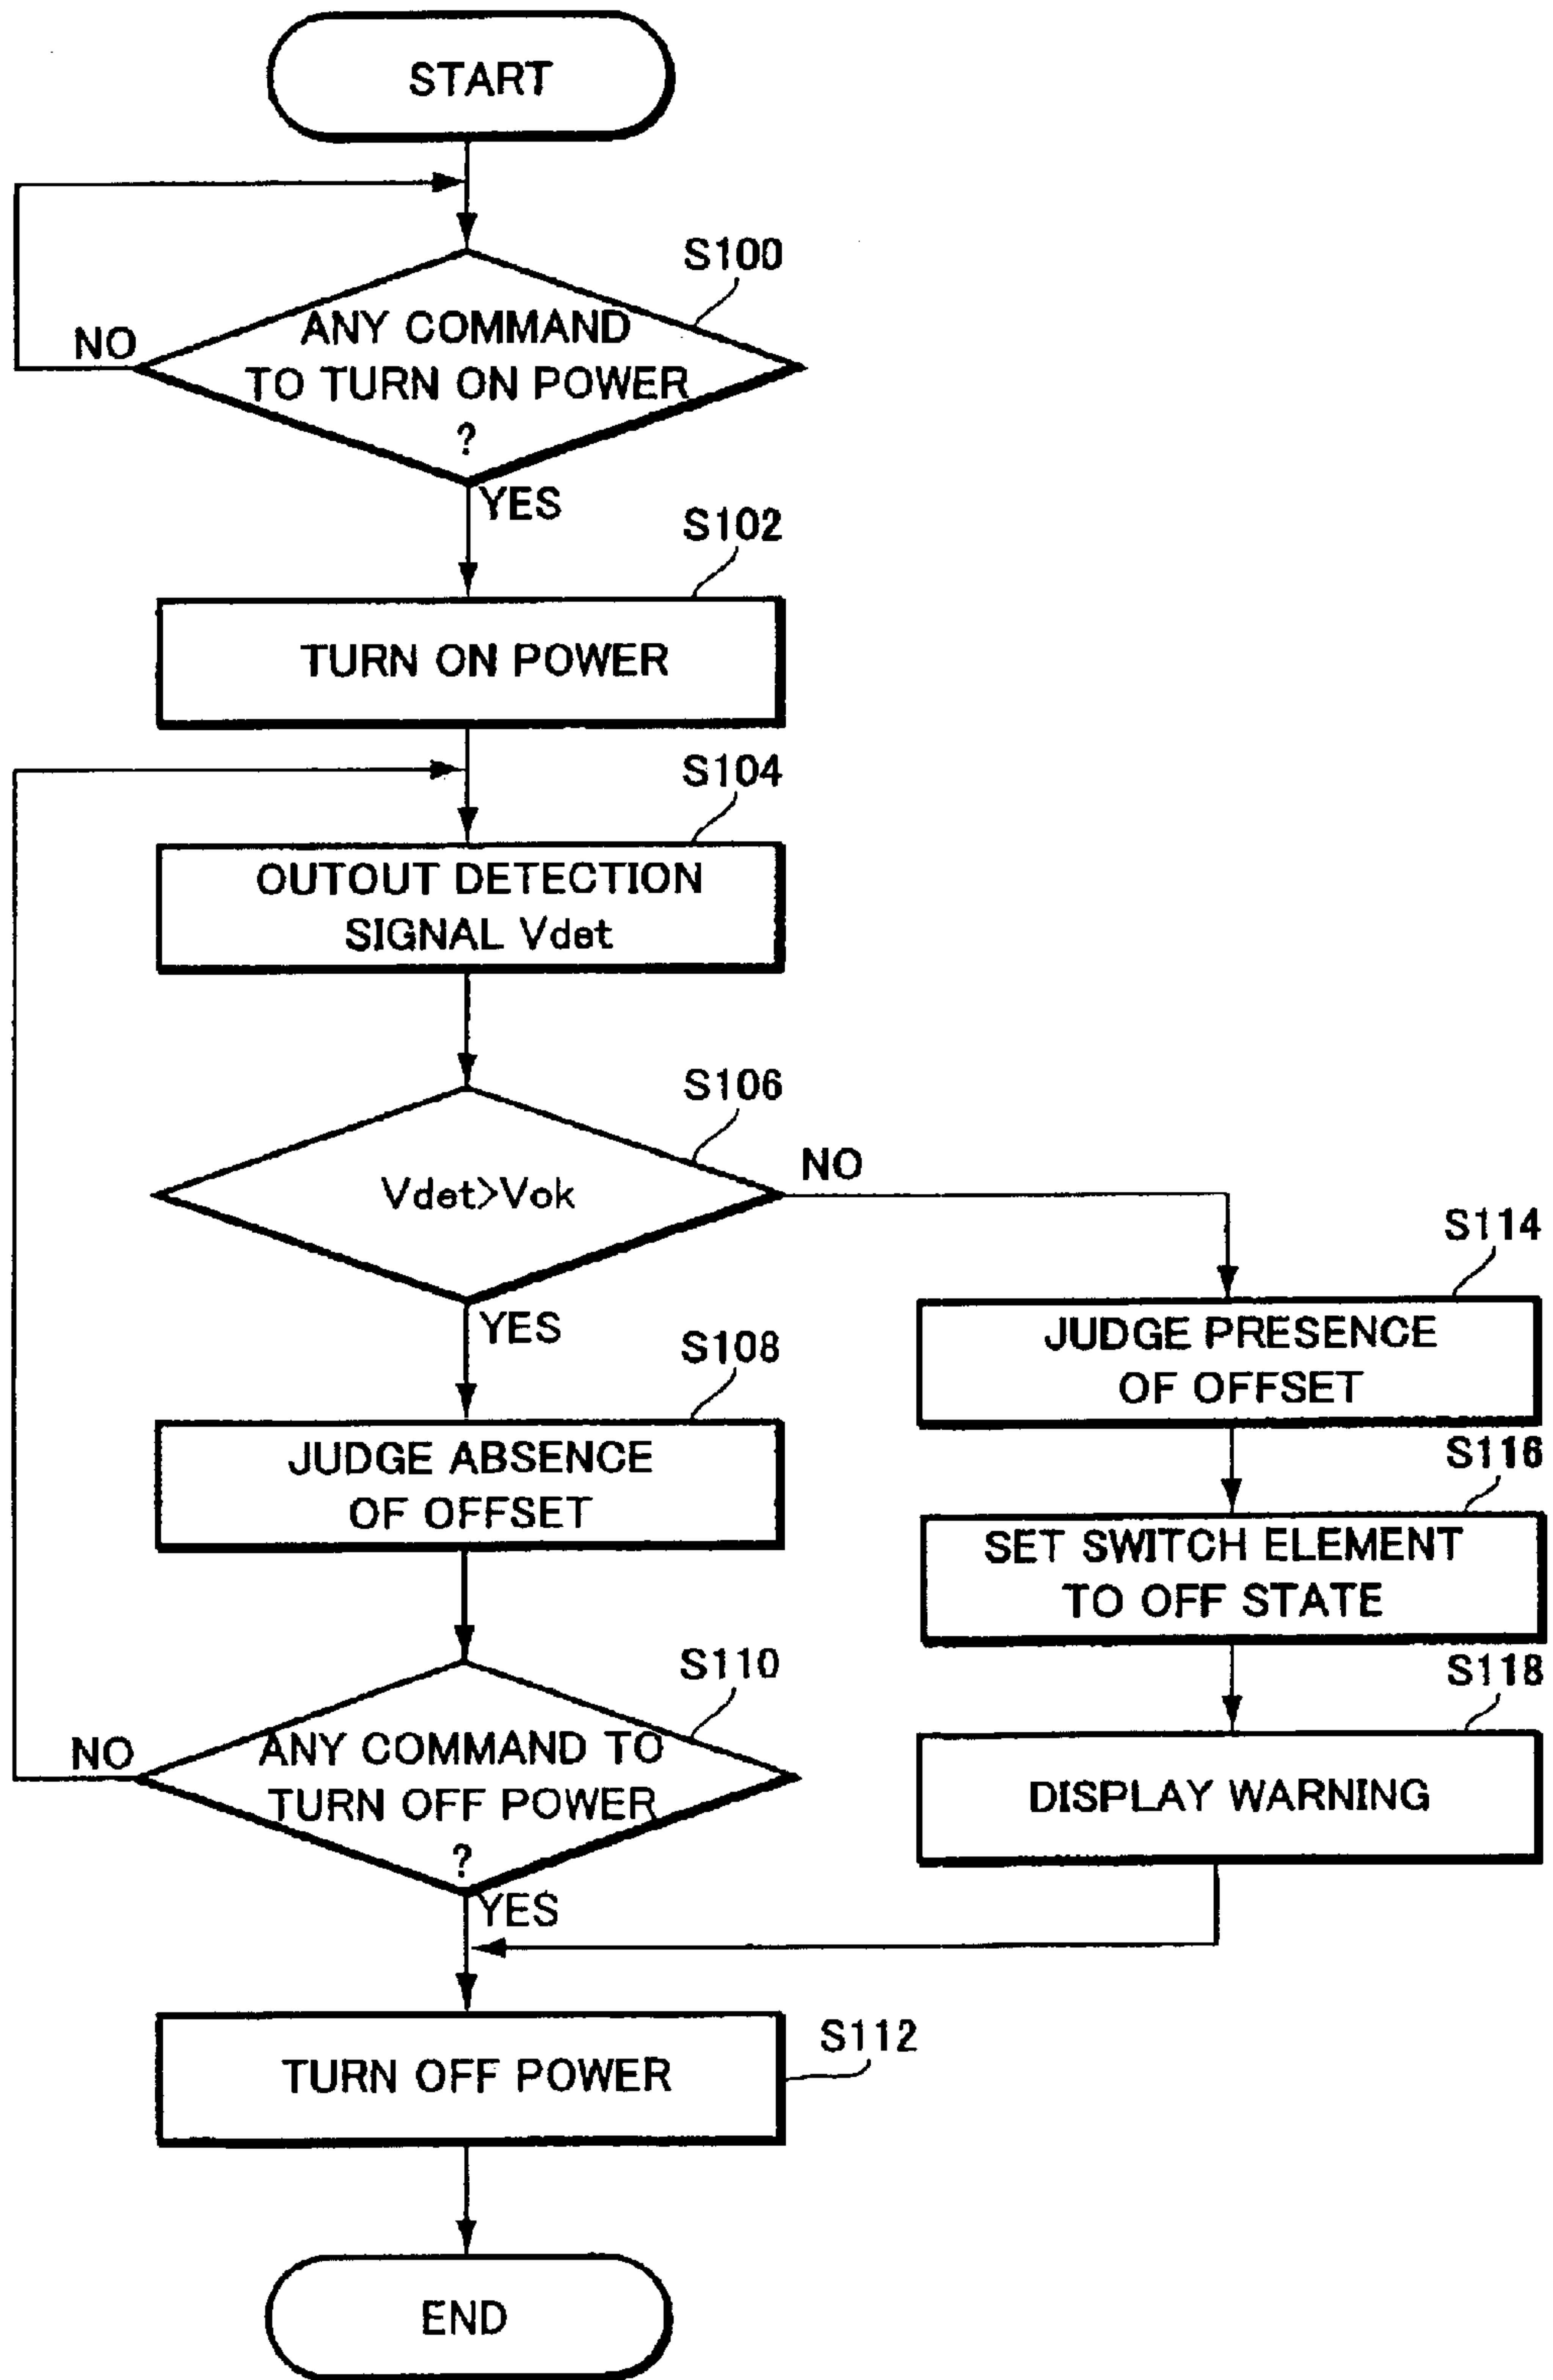 START
S100
ANY COMMAND
NO
TO TURN ON POWER
?
YES
S102
TURN ON POWER
S104
OUTOUT DETECTION
SIGNAL Vdet
S106
Vdet>Vok
NO
YES
S108
JUDGE ABSENCE
OF OFFSET
S110
ANY COMMAND TO
NO
TURN OFF POWER
?
YES
S114
JUDGE PRESENCE
OF OFFSET
S116
SET SWITCH ELEMENT
TO OFF STATE
S118
DISPLAY WARNING
S112
TURN OFF POWER
END